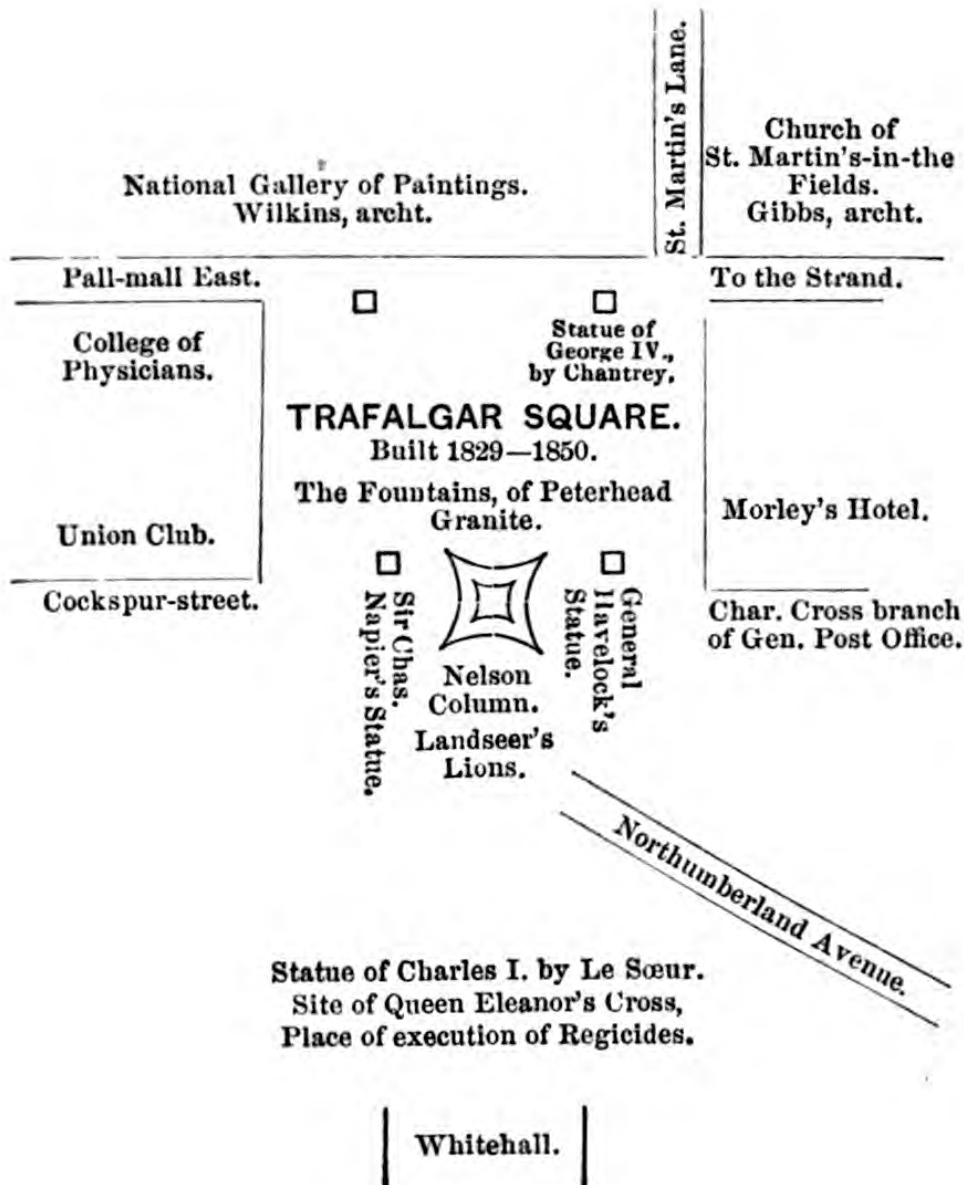 St. Martin's Lane.
Church of
St. Martin's-in-the
Fields.
Gibbs, archt.
National Gallery of Paintings.
Wilkins, archt.
Pall-mall East.
To the Strand.
College of
Physicians.
Statue of
George IV.,
by Chantrey.
TRAFALGAR SQUARE.
Built 1829—1850.
The Fountains, of Peterhead
Granite.
Union Club.
Morley's Hotel.
Cockspur-street.
Sir Chas.
Napier's Statue.
General
Havelock's
Statue.
Char. Cross branch
of Gen. Post Office.
Nelson
Column.
Landseer's
Lions.
Northumberland Avenue.
Statue of Charles I. by Le Sœur.
Site of Queen Eleanor's Cross,
Place of execution of Regicides.
Whitehall.